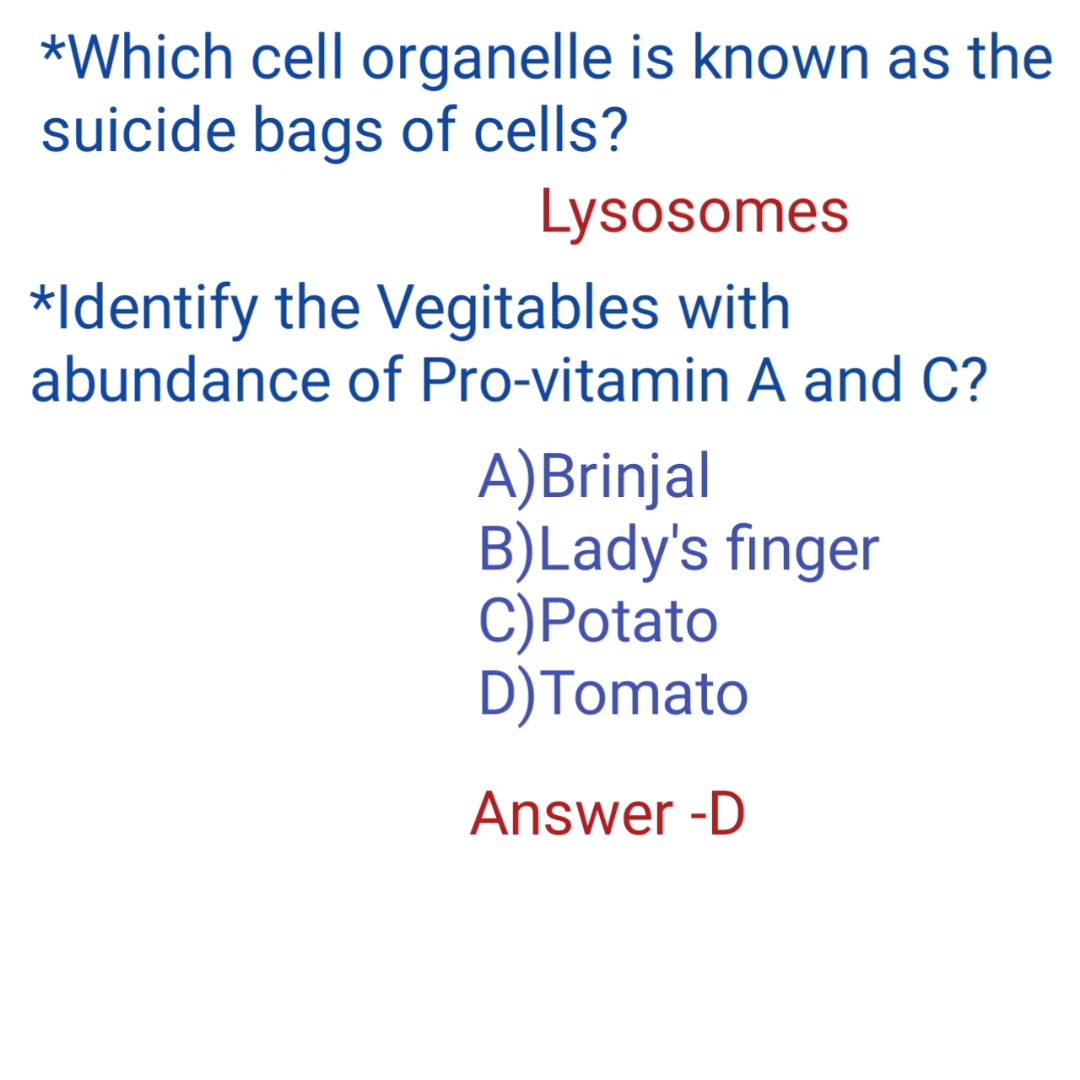 *Which cell organelle is known as the
suicide bags of cells?
Lysosomes
*Identify the Vegitables with
abundance of Pro-vitamin A and C?
A)Brinjal
B)Lady's finger
C)Potato
D)Tomato
Answer -D